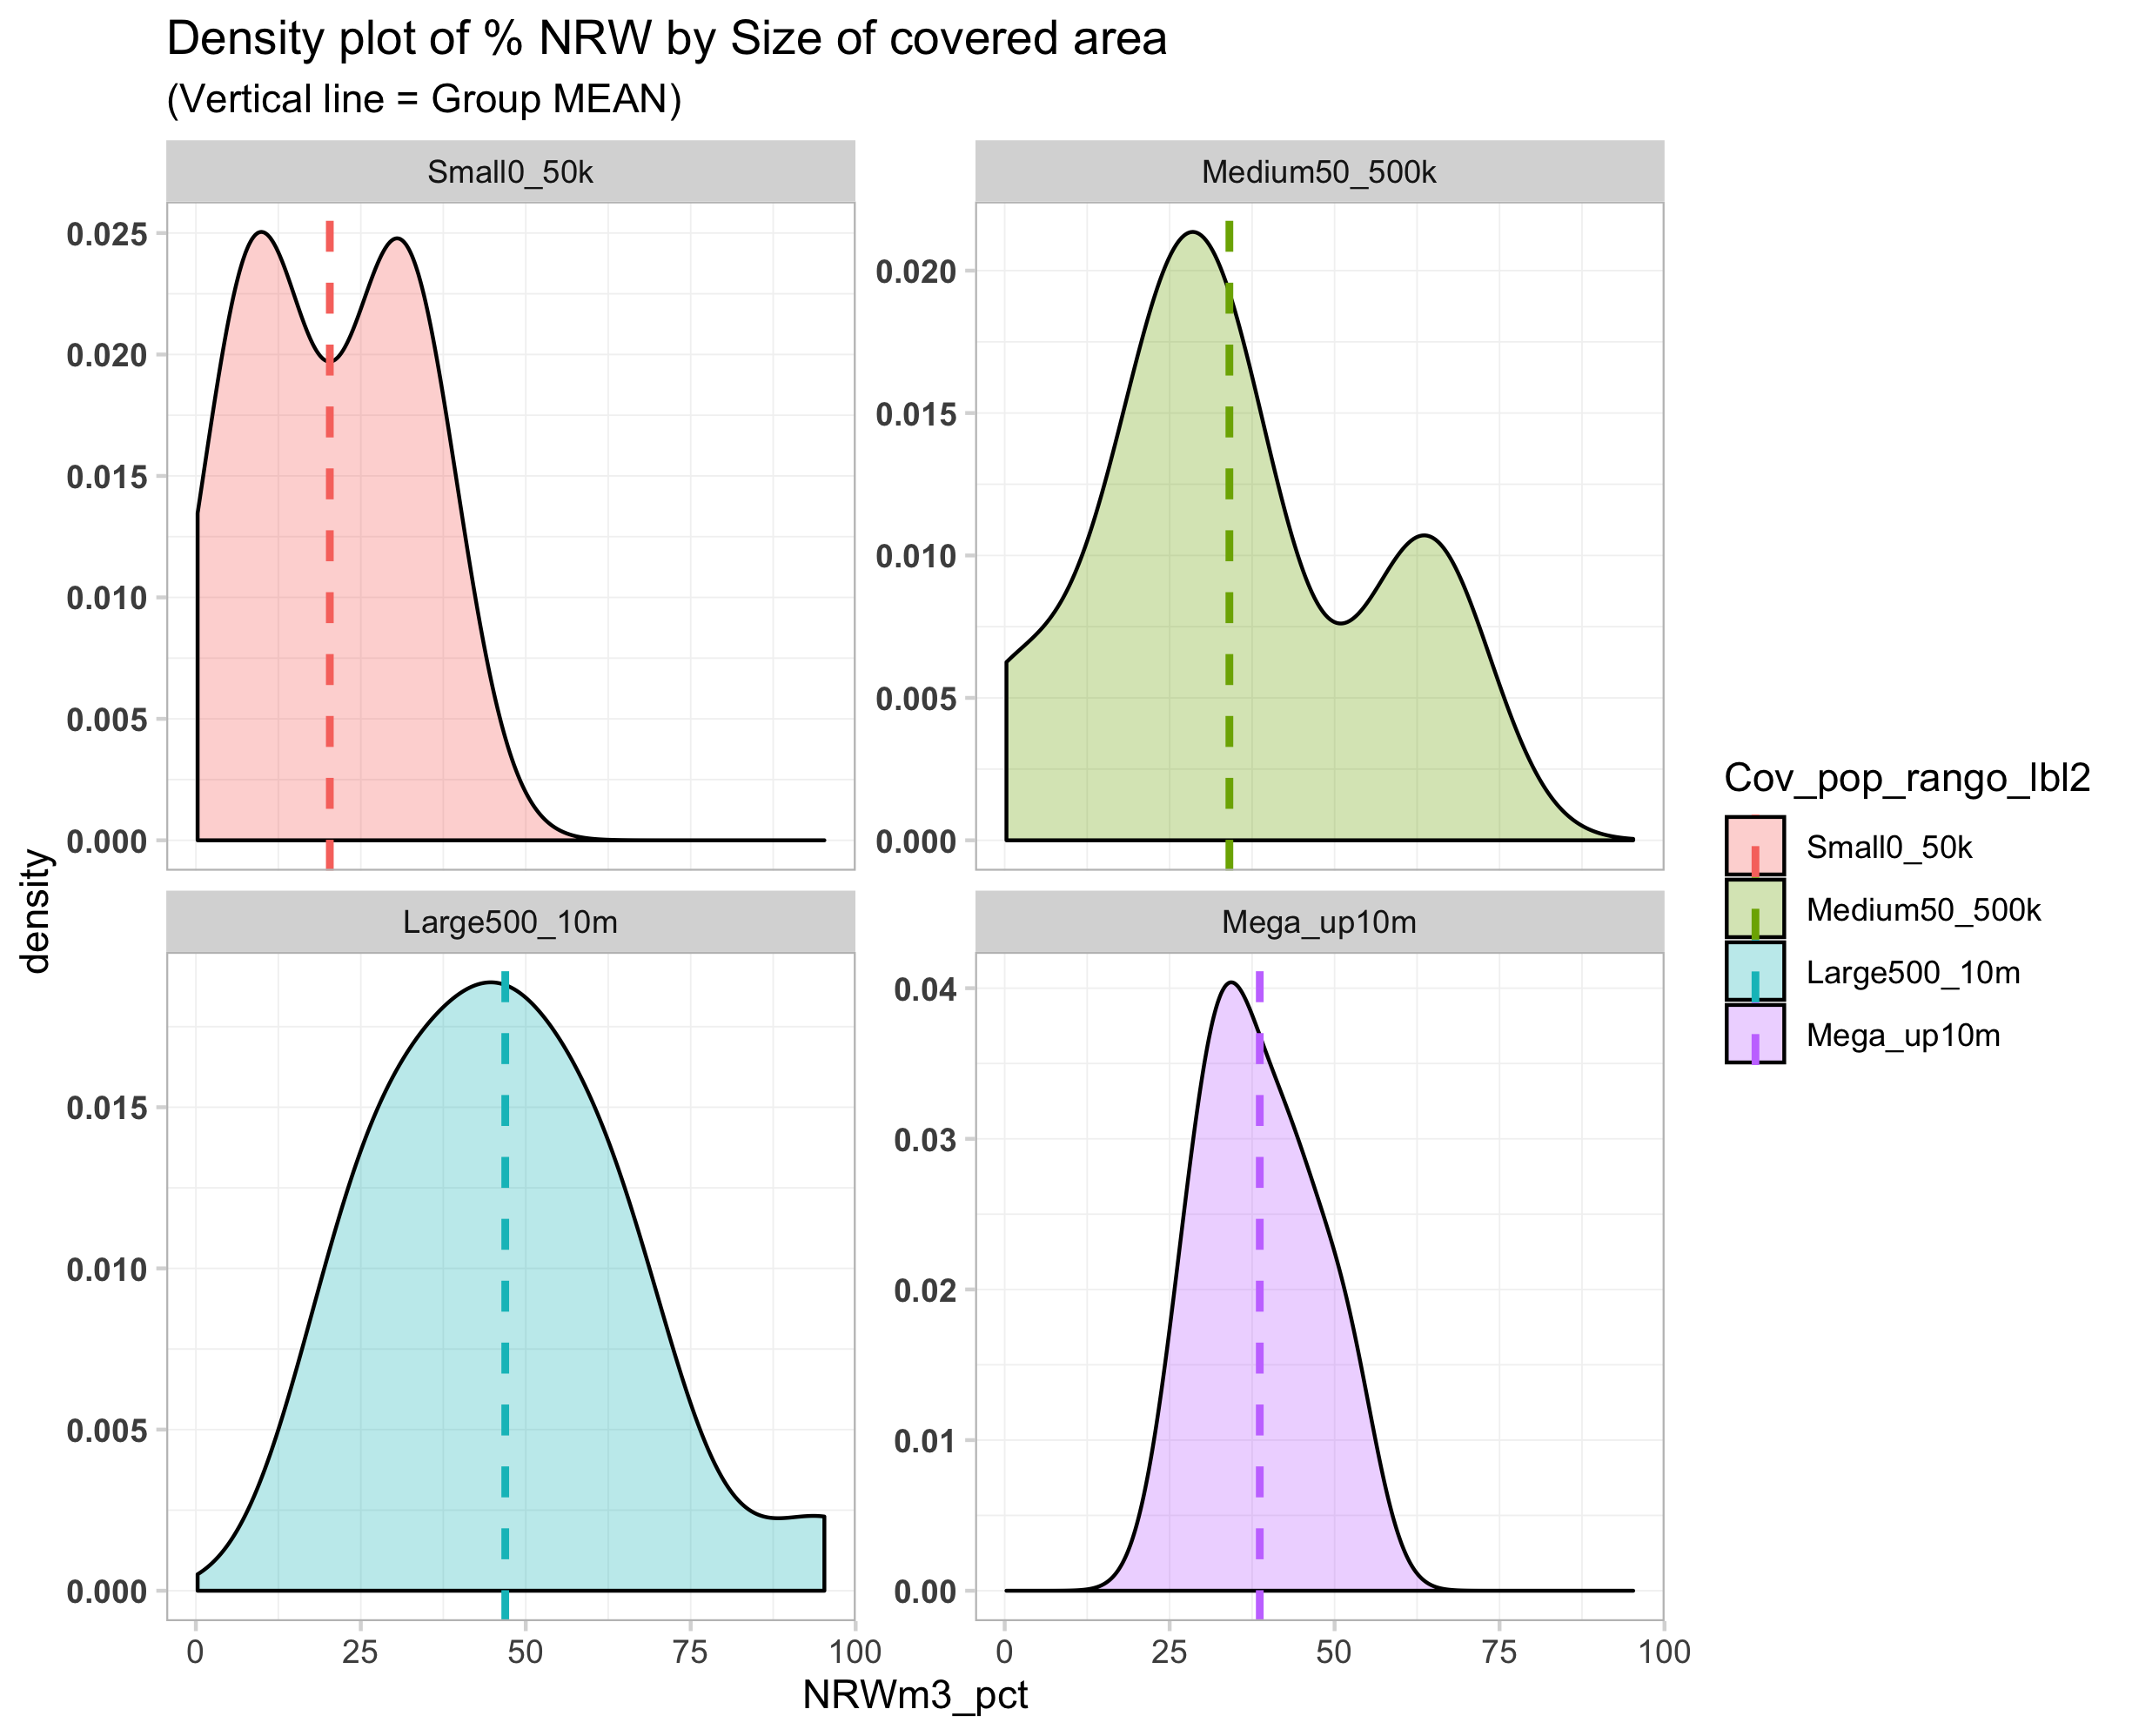 Density plot of % NRW by Size of covered area
(Vertical line = Group MEAN)
Small0_50k
Medium50_500k
0.025
0.020
0.015
0.010
0.005
0.000
0.020
0.015
0.010
0.005
0.000
density
Large500_10m
Mega_up10m
0.015
0.010
0.005
0.000
0.04
0.03
0.02
0.01
0.00
0 25 50 75 100
0 25 50 75 100
NRWm3_pct
Cov_pop_rango_lbl2
Small0_50k
Medium50_500k
Large500_10m
Mega_up10m